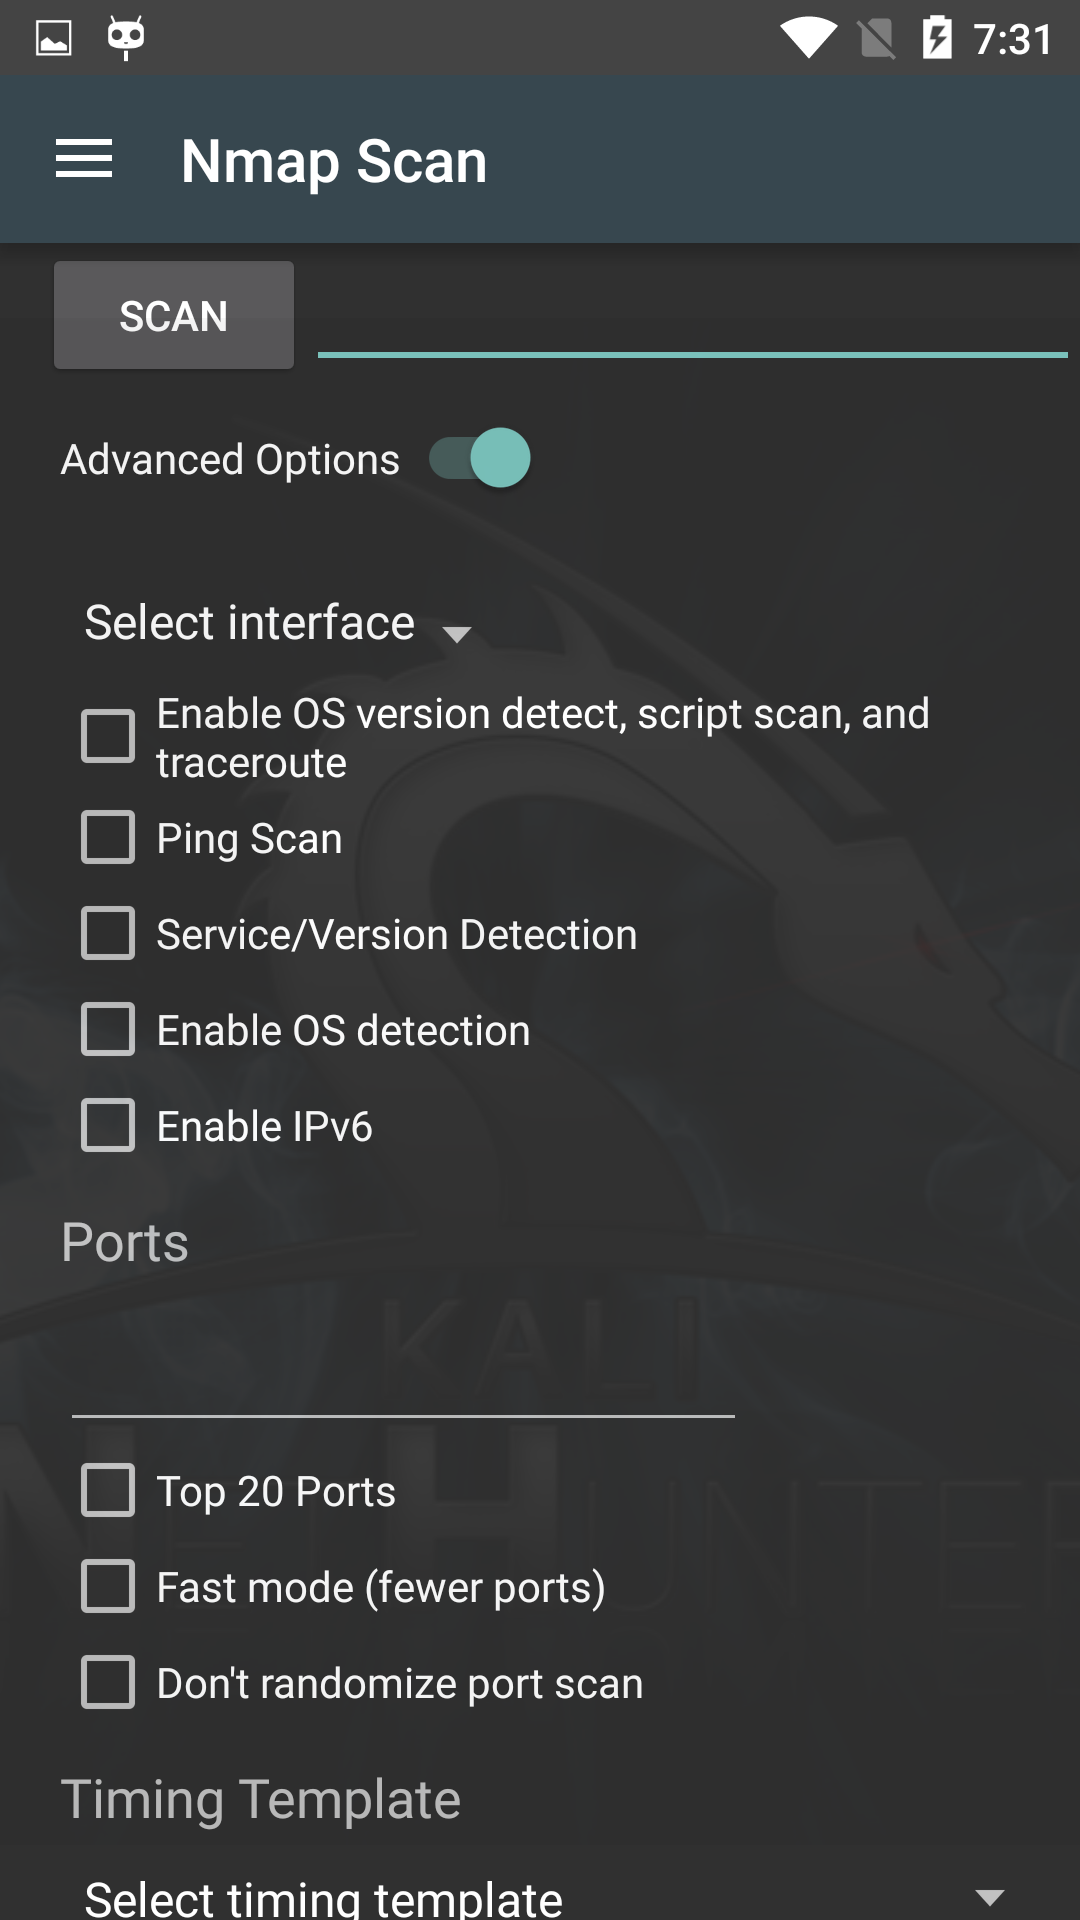 7:31
Nmap Scan
SCAN
Advanced Options
Select interface
Enable OS version detect, script scan, and
traceroute
Ping Scan
Service/Version Detection
Enable OS detection
Enable IPv6
Ports
KALI
NETHUNTER
Top 20 Ports
Fast mode (fewer ports)
Don't randomize port scan
Timing Template
Select timing template